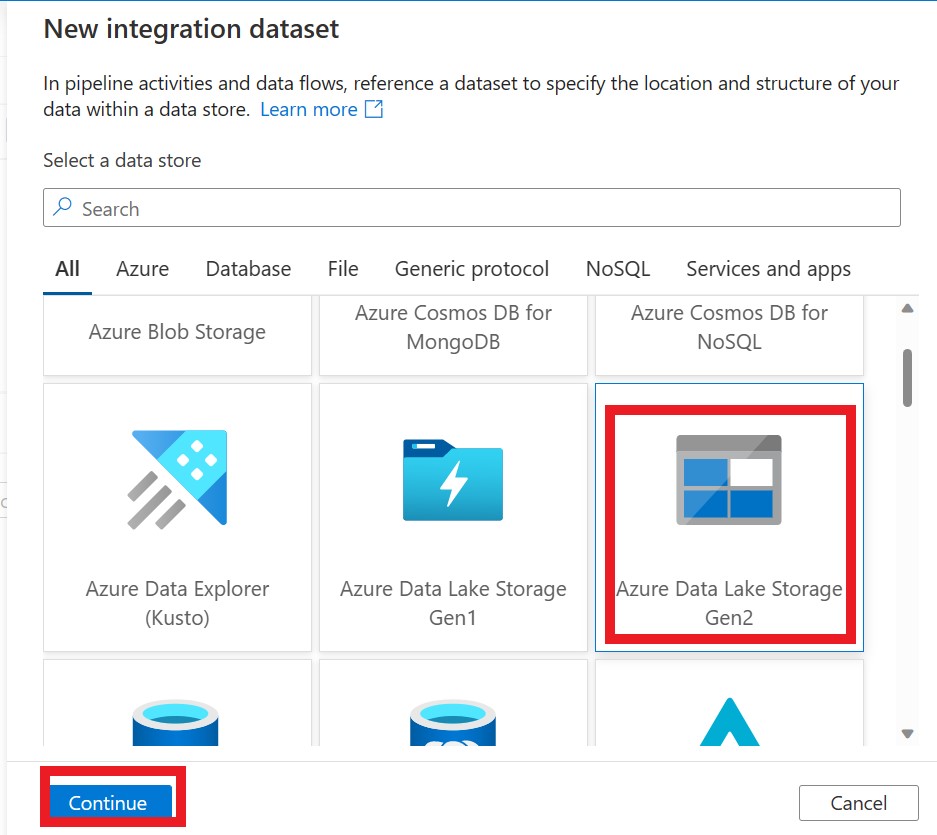 New integration dataset
In pipeline activities and data flows, reference a dataset to specify the location and structure of your
data within a data store. Learn more
Select a data store
Search
All Azure Database File Generic protocol NoSQL Services and apps
Azure Blob Storage
Azure Cosmos DB for
MongoDB
Azure Cosmos DB for
NoSQL
Azure Data Explorer
(Kusto)
Azure Data Lake Storage
Gen1
Azure Data Lake Storage
Gen2
Continue
Cancel